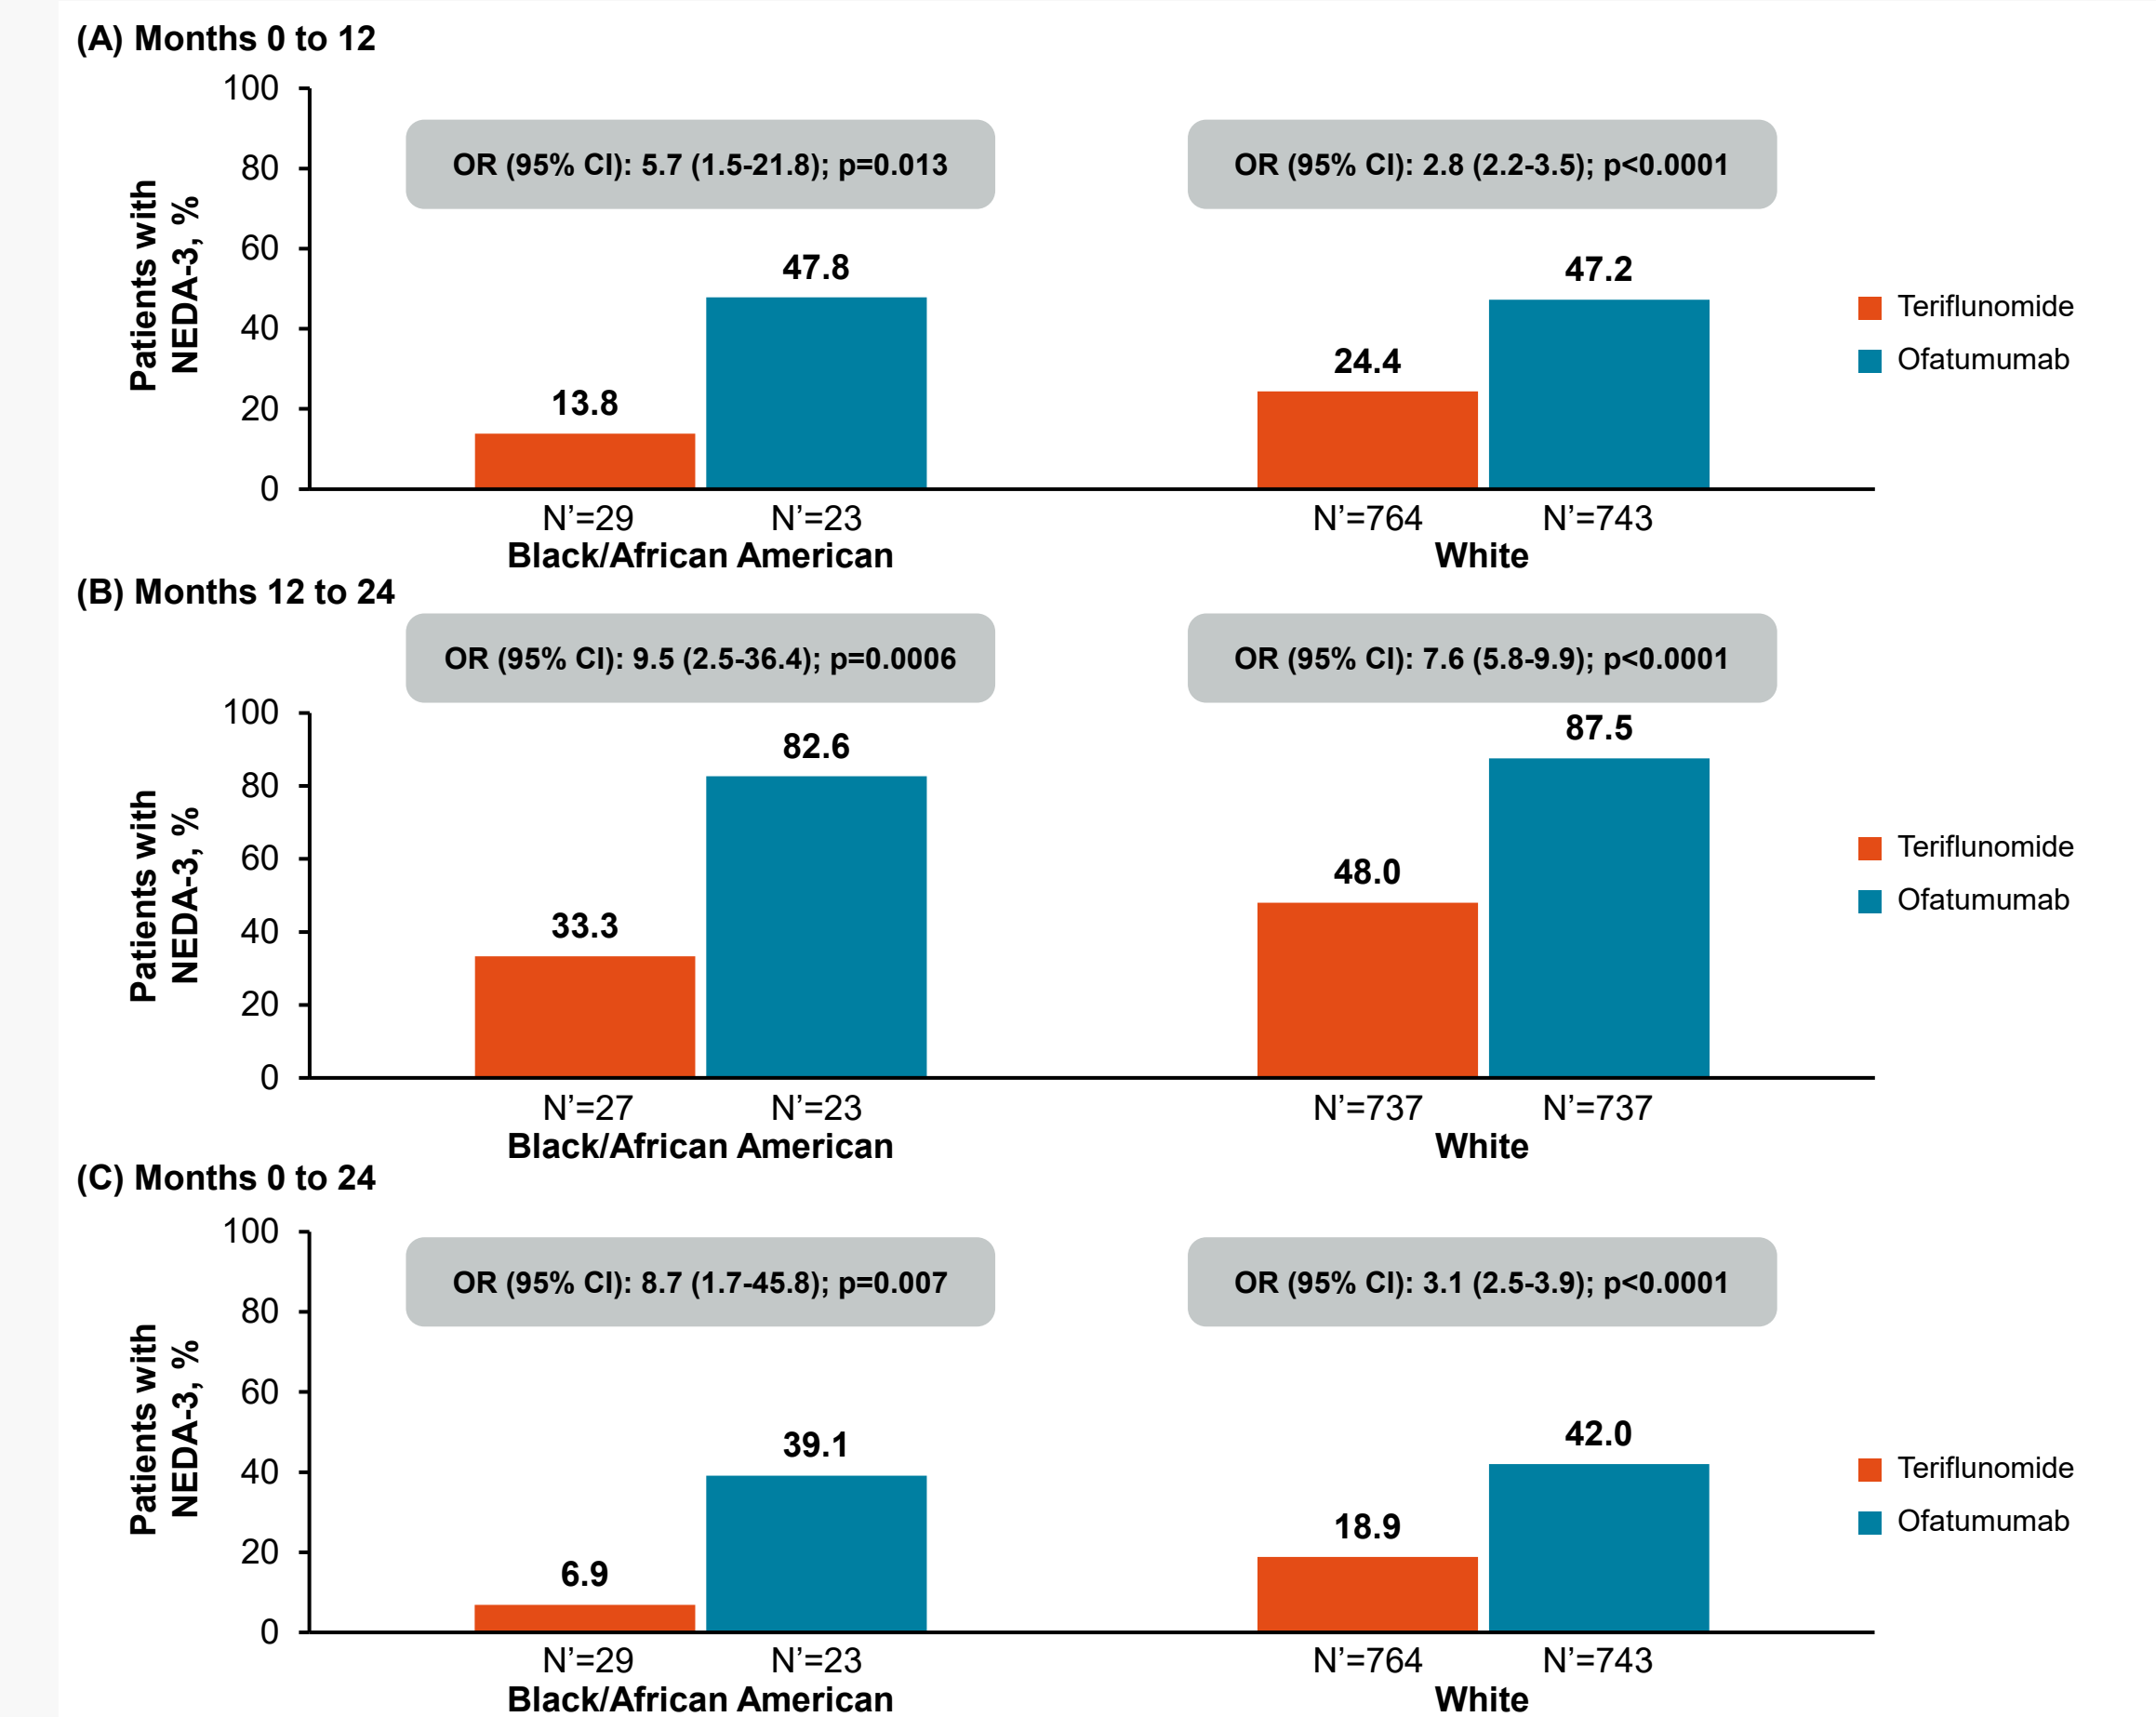 (A) Months 0 to 12
Patients with
NEDA-3, %
100
80
60
40
20
0
OR (95% CI): 5.7 (1.5-21.8); p=0.013
OR (95% CI): 2.8 (2.2-3.5); p<0.0001
13.8
47.8
24.4
47.2
Teriflunomide
Ofatumumab
N’=29 N’=23 N’=764 N’=743
Black/African American White
(B) Months 12 to 24
Patients with
NEDA-3, %
100
80
60
40
20
0
OR (95% CI): 9.5 (2.5-36.4); p=0.0006
OR (95% CI): 7.6 (5.8-9.9); p<0.0001
33.3
82.6
48.0
87.5
Teriflunomide
Ofatumumab
N’=27 N’=23 N’=737 N’=737
Black/African American White
(C) Months 0 to 24
Patients with
NEDA-3, %
100
80
60
40
20
0
OR (95% CI): 8.7 (1.7-45.8); p=0.007
OR (95% CI): 3.1 (2.5-3.9); p<0.0001
6.9
39.1
18.9
42.0
Teriflunomide
Ofatumumab
N’=29 N’=23 N’=764 N’=743
Black/African American White